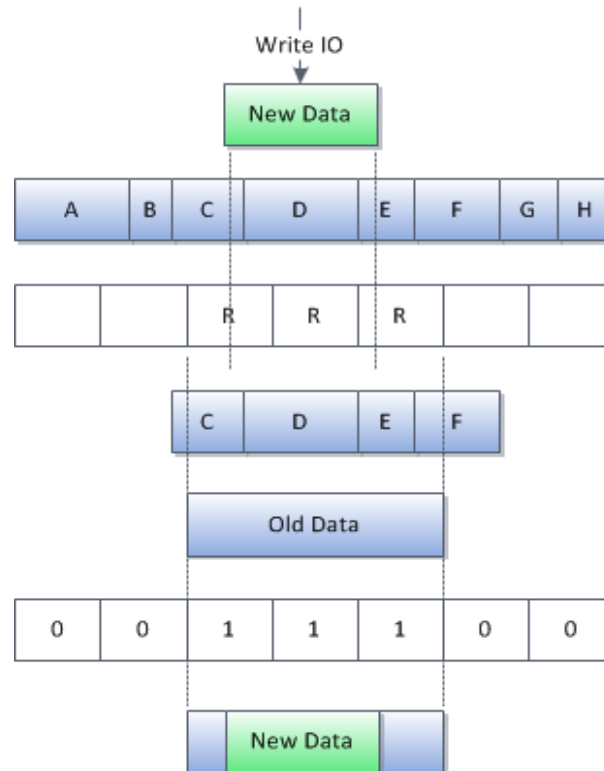 Write IO
New Data
A B C D E F G H
R R R
C D E F
Old Data
0 0 1 1 1 0 0
New Data